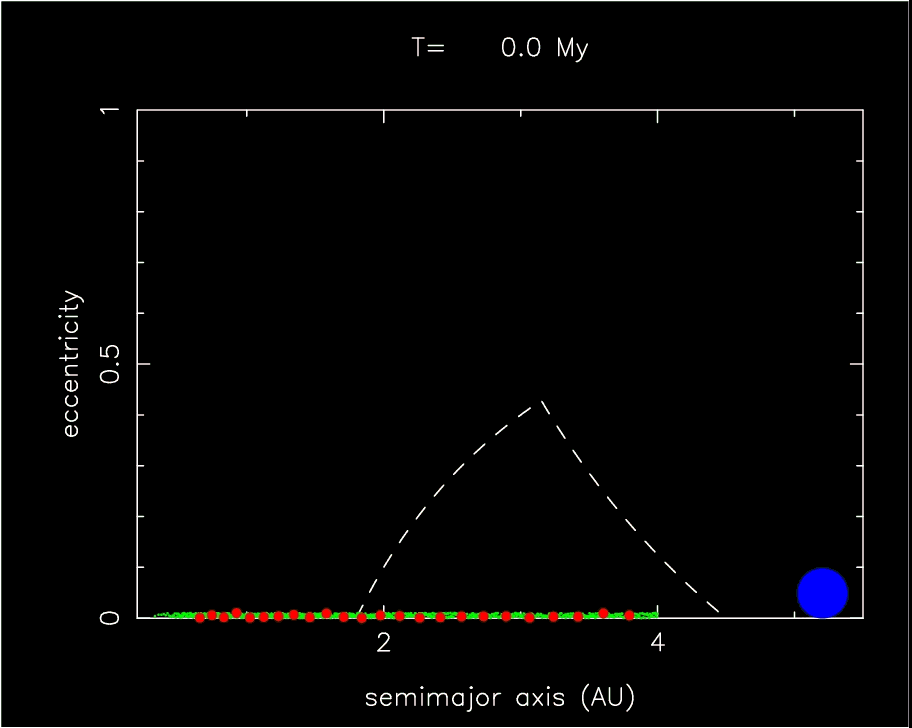 T= 0.0 My
1
0.5
0
eccentricity
2 4
semimajor axis (AU)